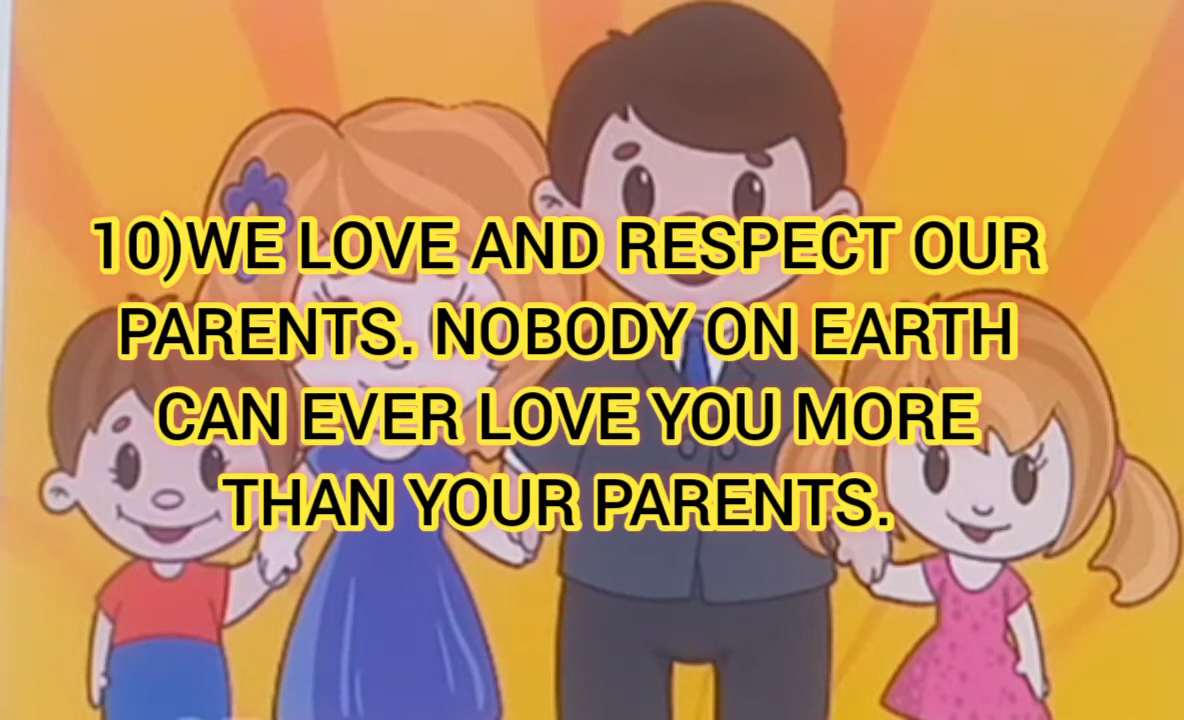 10)WE LOVE AND RESPECT OUR
PARENTS. NOBODY ON EARTH
CAN EVER LOVE YOU MORE
THAN YOUR PARENTS.